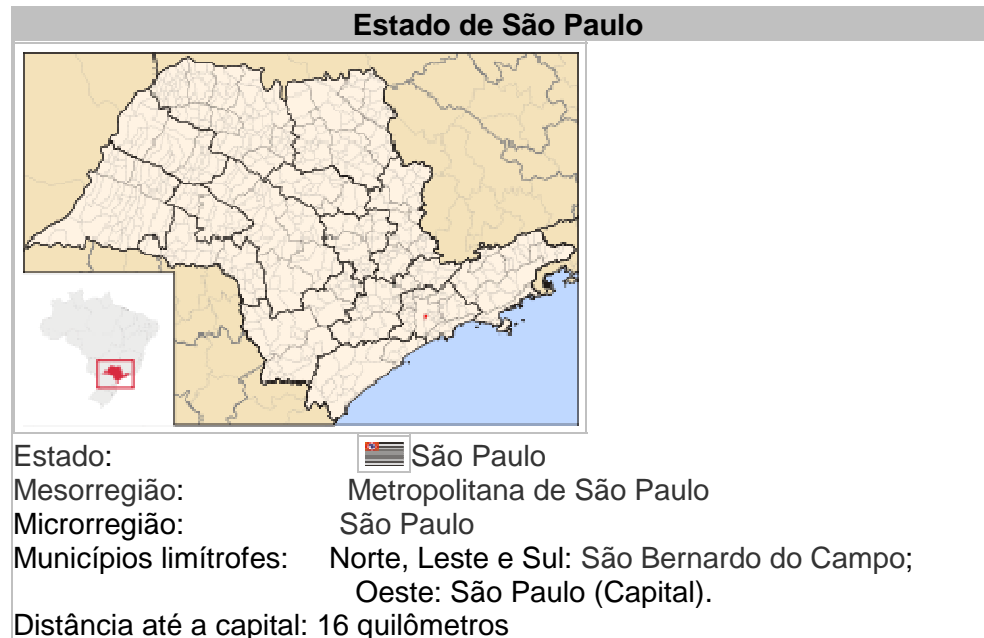 Estado de São Paulo
Estado: São Paulo
Mesorregião: Metropolitana de São Paulo
Microrregião: São Paulo
Municípios limítrofes: Norte, Leste e Sul: São Bernardo do Campo;
Oeste: São Paulo (Capital).
Distância até a capital: 16 quilômetros